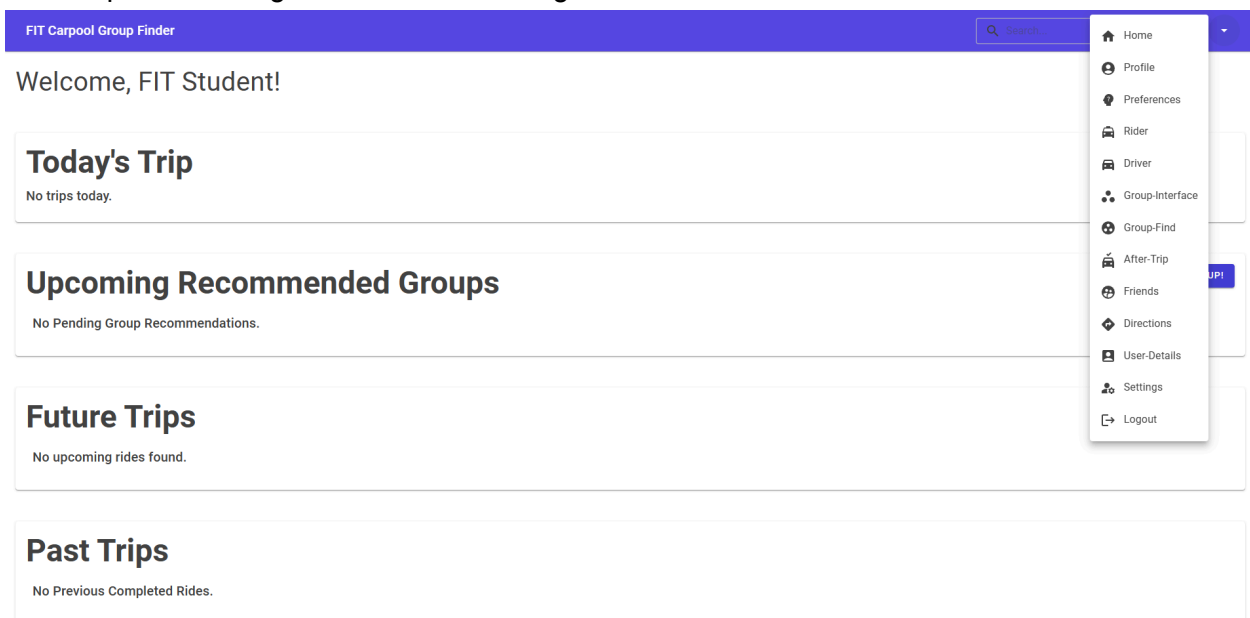 FIT Carpool Group Finder
Search
Home
Profile
Preferences
Rider
Driver
Group-Interface
Group-Find
After-Trip
Friends
Directions
User-Details
Settings
Logout
Welcome, FIT Student!
Today's Trip
No trips today.
Upcoming Recommended Groups
UP!
No Pending Group Recommendations.
Future Trips
No upcoming rides found.
Past Trips
No Previous Completed Rides.